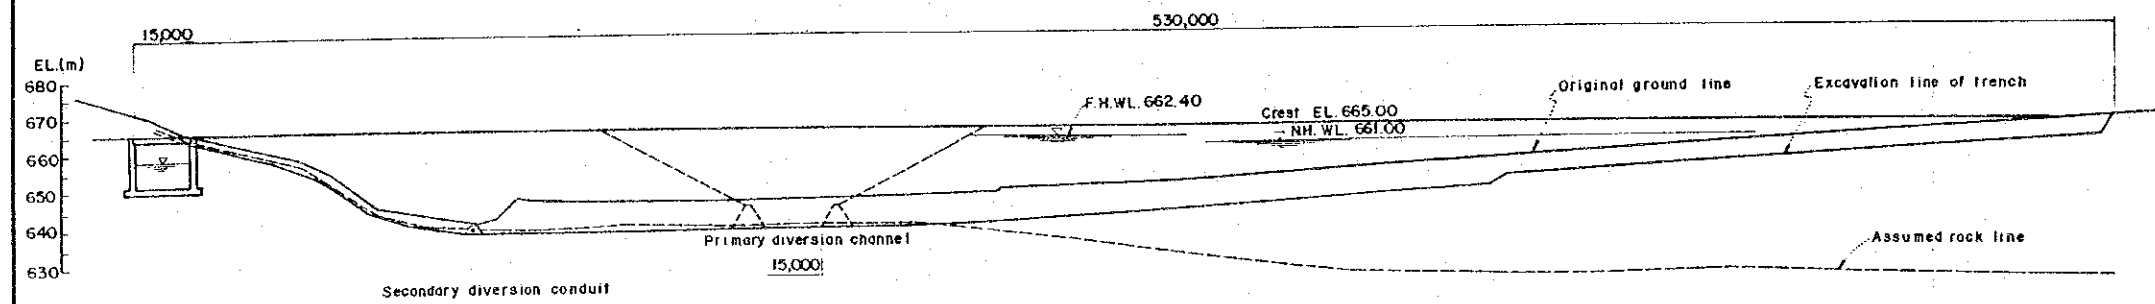 530,000
15,000
EL.(m)
680
670
660
650
640
630
Original ground line
Excavation line of trench
F.H.WL. 662.40
Crest EL. 665.00
NH. WL. 661.00
Primary diversion channel
15,000
Assumed rock line
Secondary diversion conduit